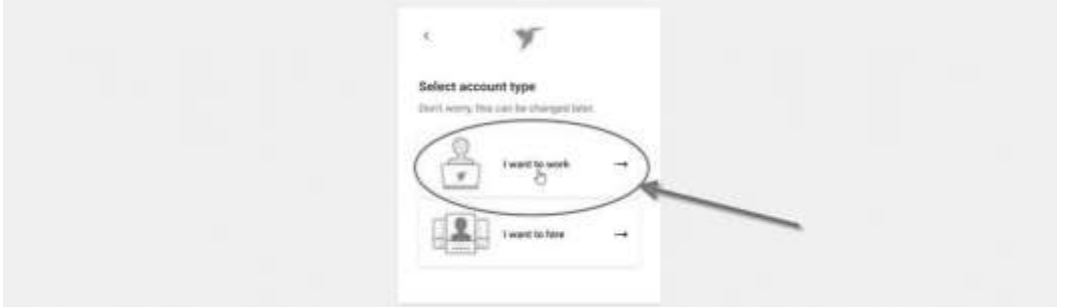 Select account type
Don't worry, this can be changed later.
I want to work
I want to hire